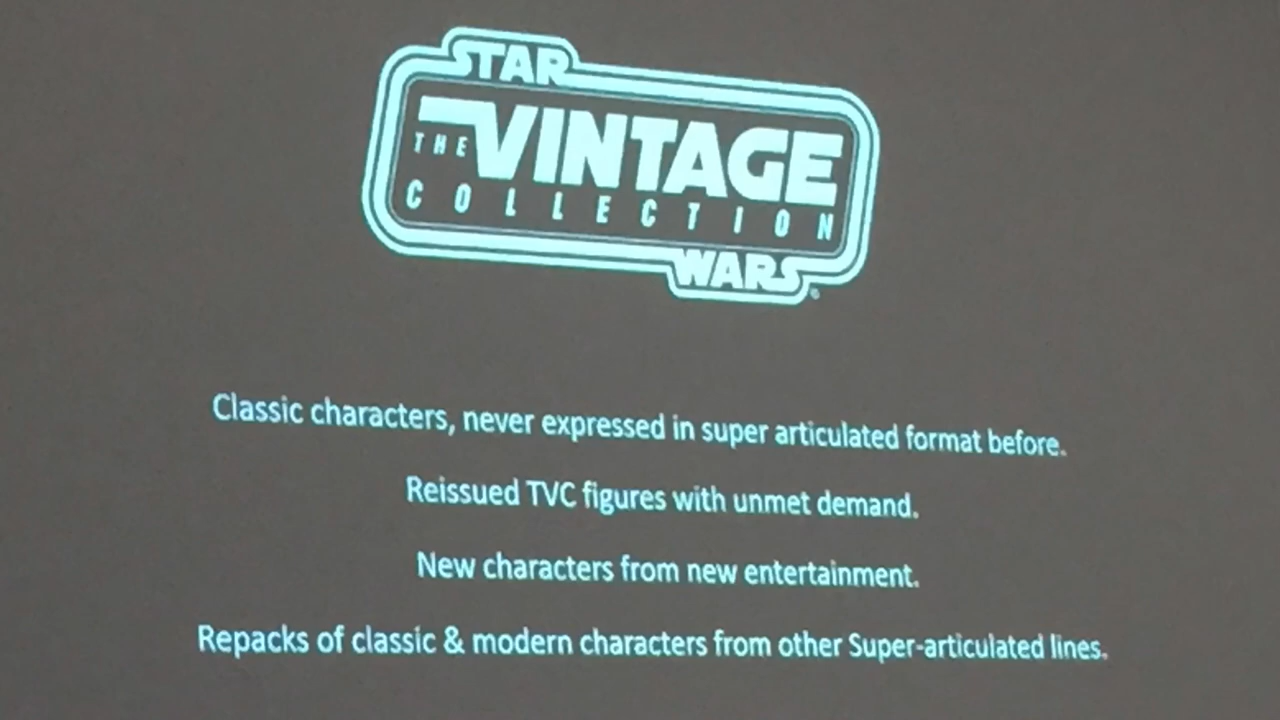 STAR
THE VINTAGE
COLLECTION
WARS
Classic characters, never expressed in super articulated format before.
Reissued TVC figures with unmet demand.
New characters from new entertainment.
Repacks of classic & modern characters from other Super-articulated lines.